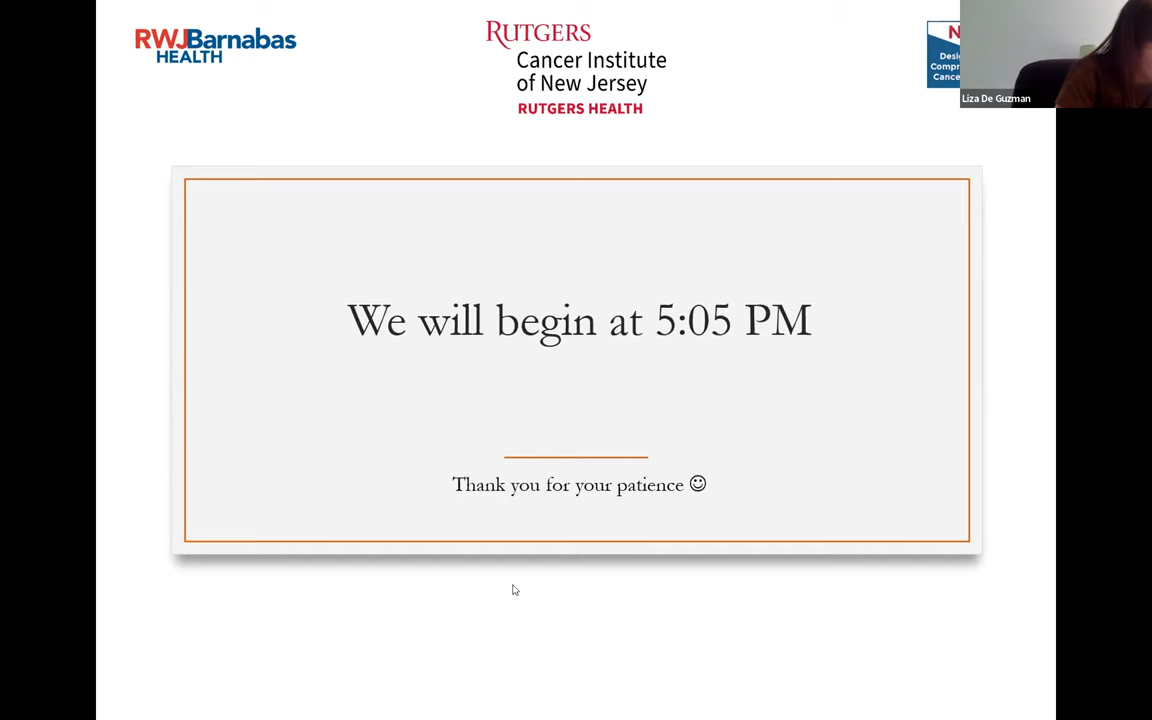 RWJBarnabas
HEALTH
RUTGERS
Cancer Institute
of New Jersey
RUTGERS HEALTH
Liza De Guzman
We will begin at 5:05 PM
Thank you for your patience ☺